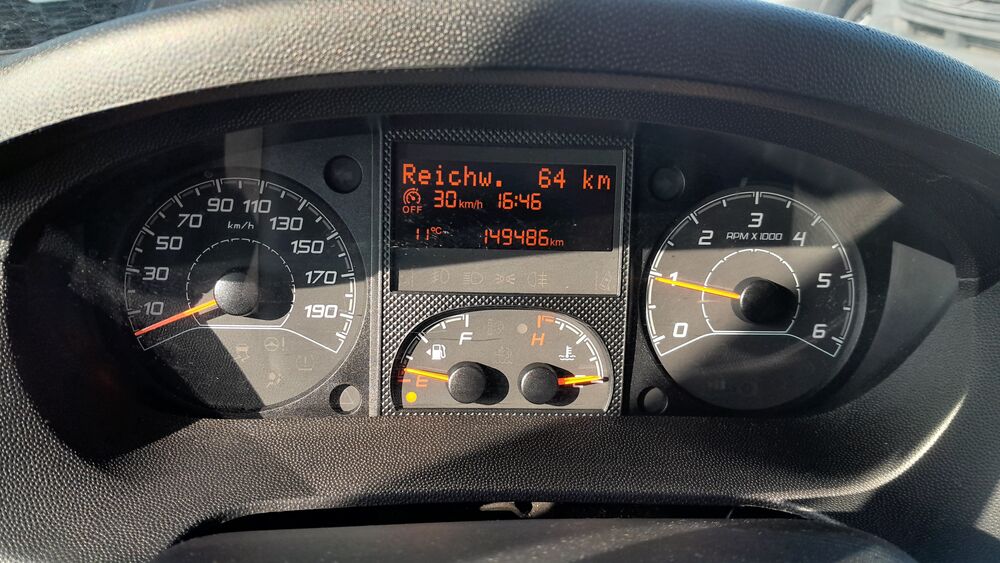 Reichw. 64 km
OFF 30 km/h 16:46
11°C 149486 km
10 30 50 70 90 110 130 150 170 190
km/h
F
E
H
0 1 2 3 4 5 6
RPM X 1000